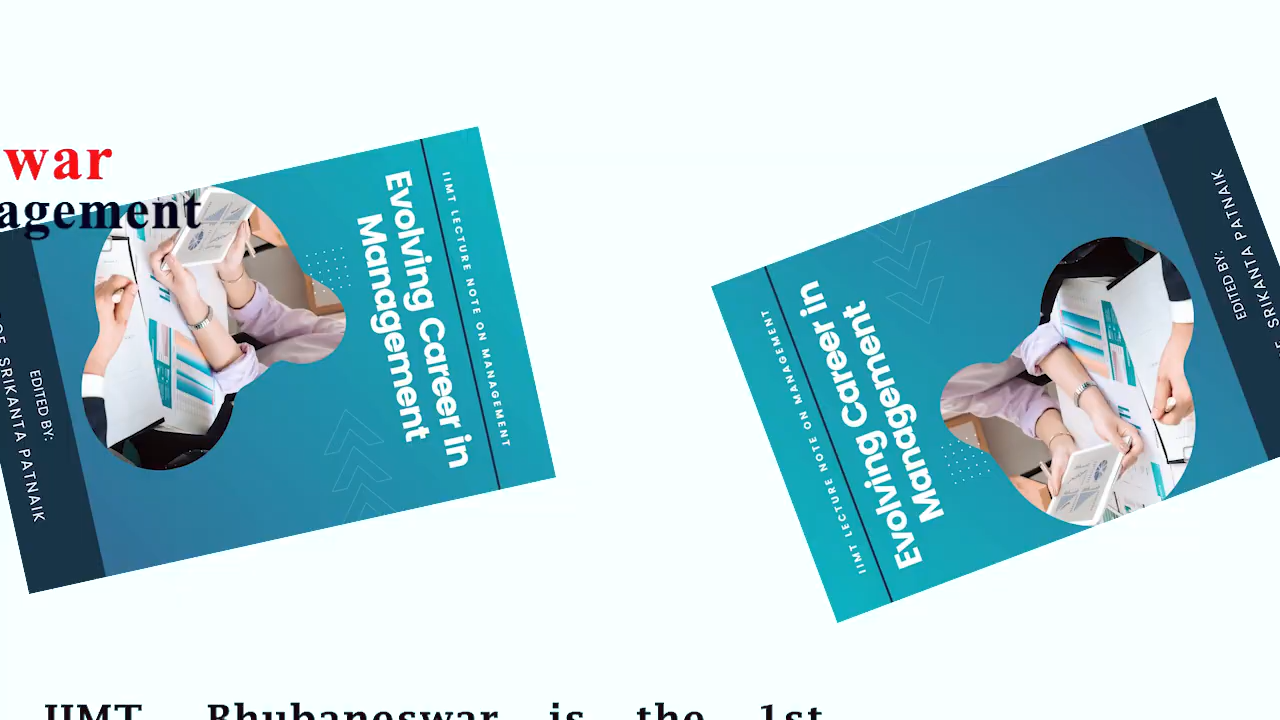 war
agement
IIMT LECTURE NOTE ON MANAGEMENT
Evolving Career in
Management
EDITED BY:
SRIKANTA PATNAIK
IIMT LECTURE NOTE ON MANAGEMENT
Evolving Career in
Management
EDITED BY:
SRIKANTA PATNAIK
IIMT Bhubaneswar is the 1st